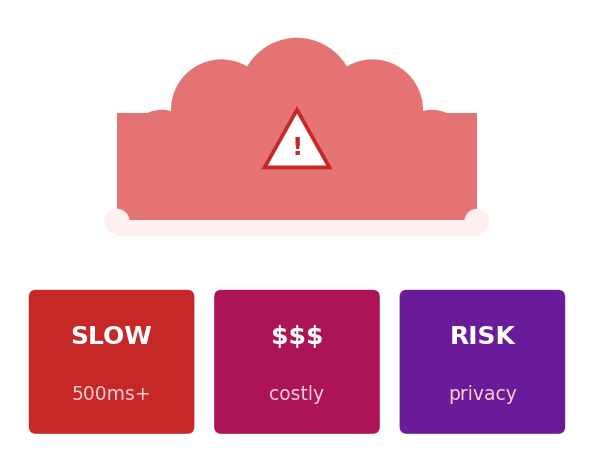 !
SLOW
500ms+
$$$
costly
RISK
privacy